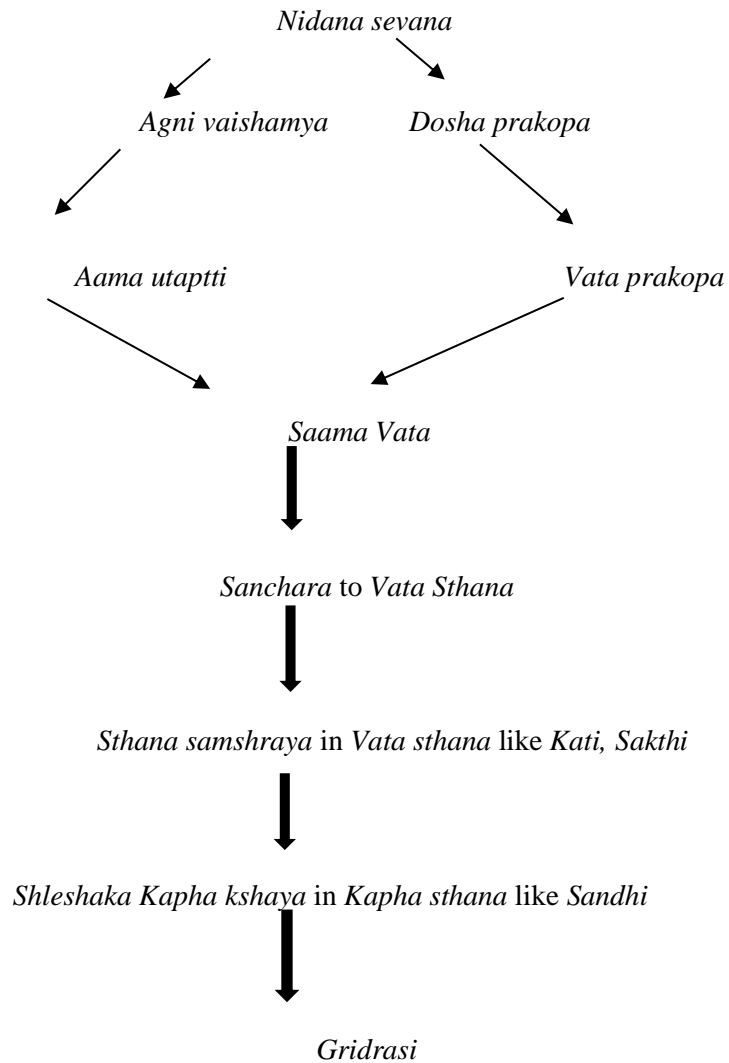 Nidana sevana
Agni vaishamya Dosha prakopa
Aama utaptti Vata prakopa
Saama Vata
Sanchara to Vata Sthana
Sthana samshraya in Vata sthana like Kati, Sakthi
Shleshaka Kapha kshaya in Kapha sthana like Sandhi
Gridrasi